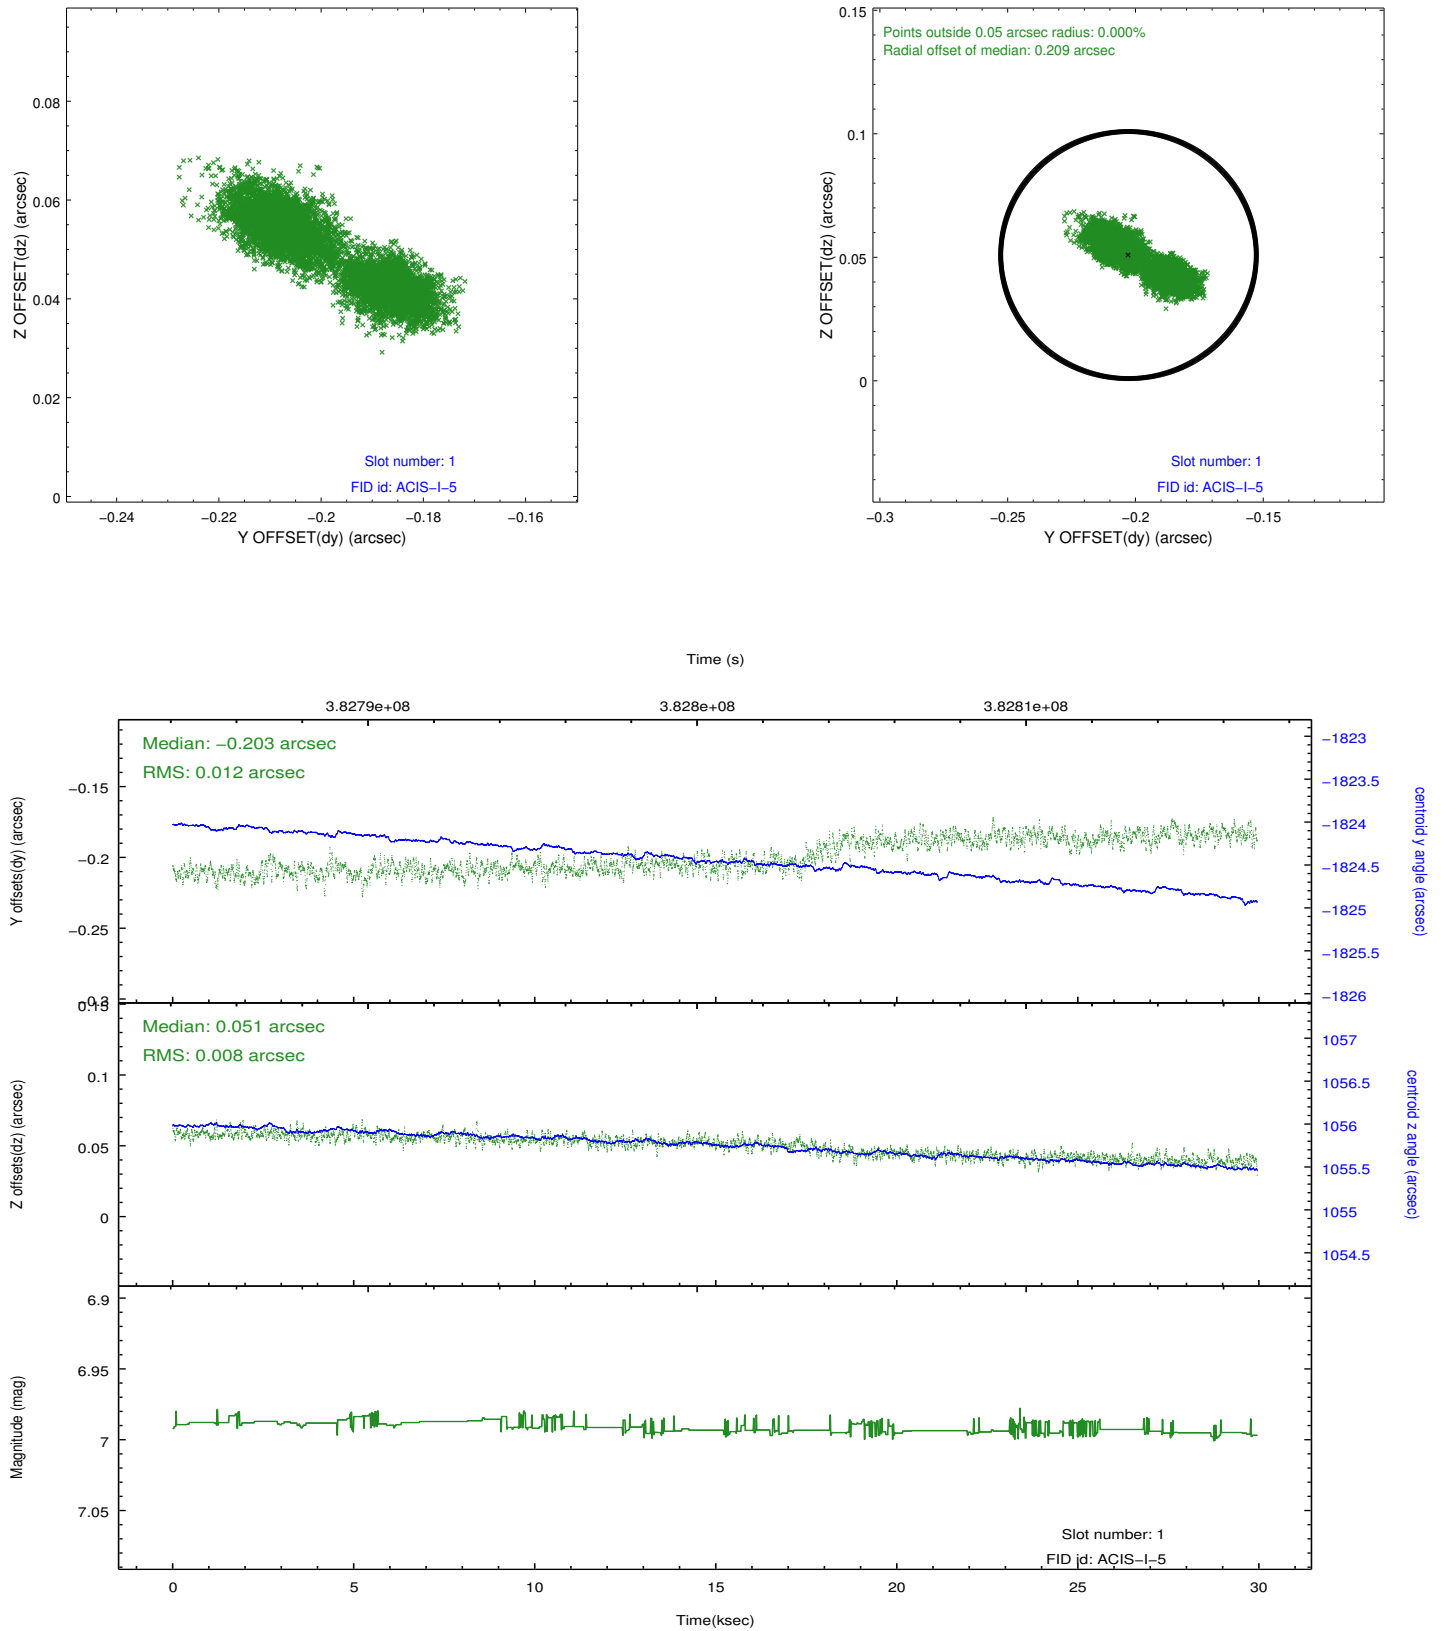 0.08
0.06
0.04
0.02
0
Z OFFSET(dz) (arcsec)
−0.24 −0.22 −0.2 −0.18 −0.16
Y OFFSET(dy) (arcsec)
Slot number: 1
FID id: ACIS−I−5
Points outside 0.05 arcsec radius: 0.000%
Radial offset of median: 0.209 arcsec
0.15
0.1
0.05
0
Z OFFSET(dz) (arcsec)
−0.3 −0.25 −0.2 −0.15
Y OFFSET(dy) (arcsec)
Slot number: 1
FID id: ACIS−I−5
Time (s)
3.8279e+08 3.828e+08 3.8281e+08
Median: −0.203 arcsec
RMS: 0.012 arcsec
−0.15
−0.2
−0.25
−0.3
Y offsets(dy) (arcsec)
−1823
−1823.5
−1824
−1824.5
−1825
−1825.5
−1826
centroid y angle (arcsec)
Median: 0.051 arcsec
RMS: 0.008 arcsec
0.15
0.1
0.05
0
Z offsets(dz) (arcsec)
1057
1056.5
1056
1055.5
1055
1054.5
centroid z angle (arcsec)
6.9
6.95
7
7.05
Magnitude (mag)
Slot number: 1
FID id: ACIS−I−5
0 5 10 15 20 25 30
Time(ksec)